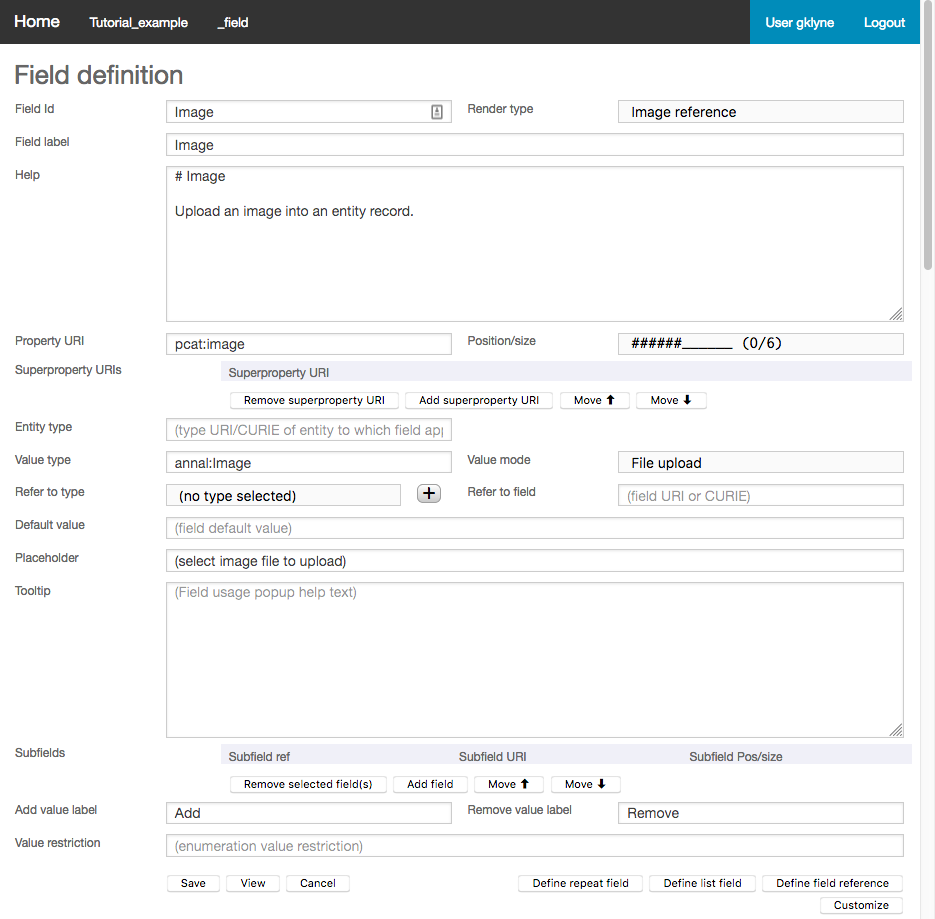 Home Tutorial_example _field User gklyne Logout
Field definition
Field Id Image Render type Image reference
Field label Image
Help # Image
Upload an image into an entity record.
Property URI pcat:image Position/size ######______ (0/6)
Superproperty URIs Superproperty URI
Remove superproperty URI Add superproperty URI Move ⬆ Move ⬇
Entity type (type URI/CURIE of entity to which field app
Value type annal:Image Value mode File upload
Refer to type (no type selected) + Refer to field (field URI or CURIE)
Default value (field default value)
Placeholder (select image file to upload)
Tooltip (Field usage popup help text)
Subfields Subfield ref Subfield URI Subfield Pos/size
Remove selected field(s) Add field Move ⬆ Move ⬇
Add value label Add Remove value label Remove
Value restriction (enumeration value restriction)
Save View Cancel Define repeat field Define list field Define field reference
Customize